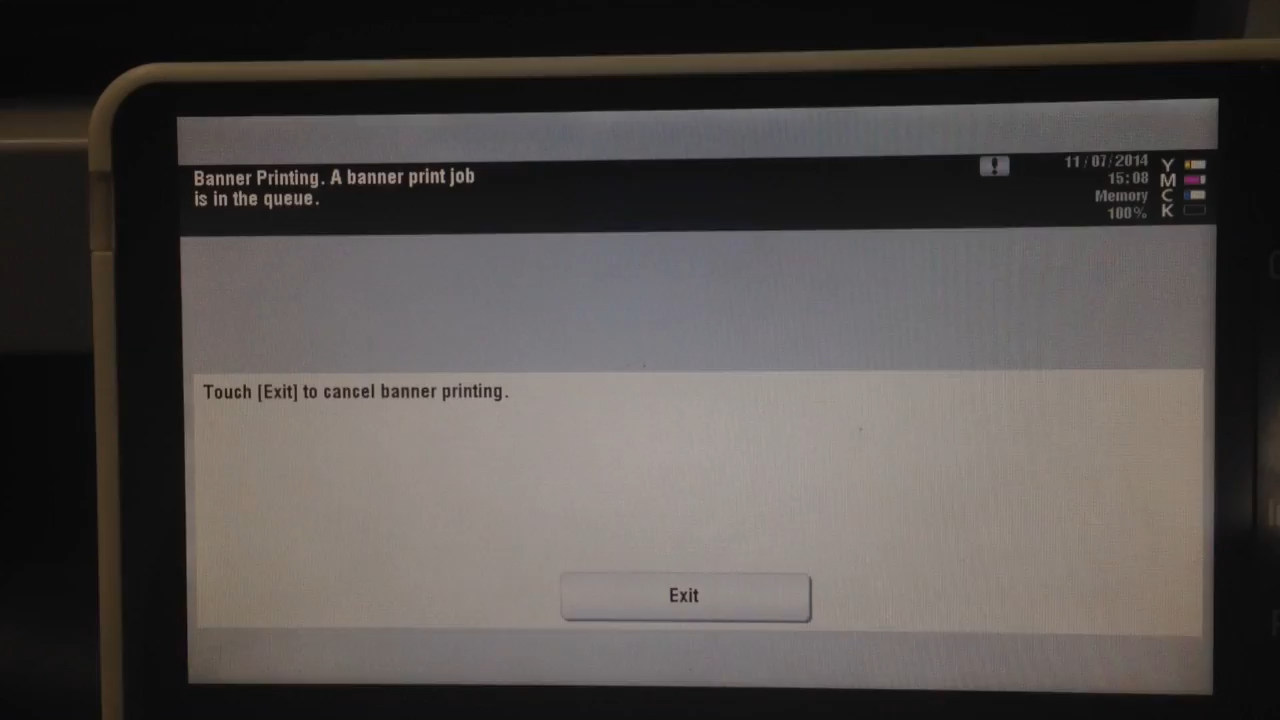 Banner Printing. A banner print job
is in the queue.
!
11/07/2014
15:08
Memory
100%
Y
M
C
K
Touch [Exit] to cancel banner printing.
Exit